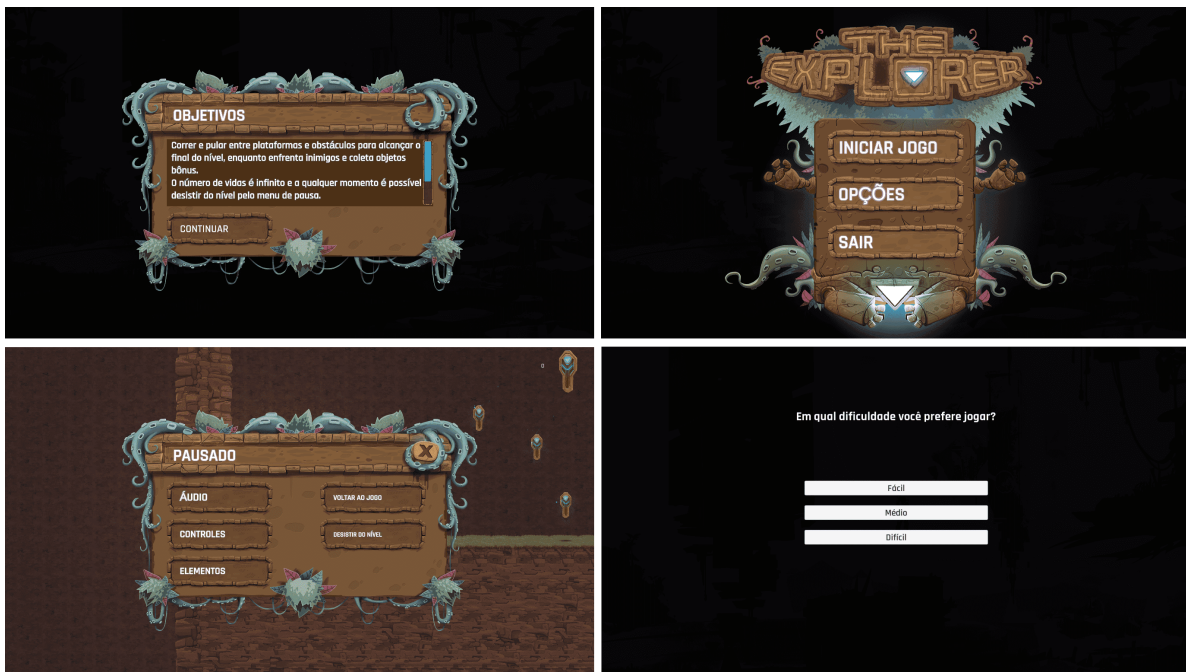 OBJETIVOS
Correr e pular entre plataformas e obstáculos para alcançar o
final do nível, enquanto enfrenta inimigos e coleta objetos
bônus.
O número de vidas é infinito e a qualquer momento é possível
desistir do nível pelo menu de pausa.
CONTINUAR
THE
EXPLORER
INICIAR JOGO
OPÇÕES
SAIR
0
PAUSADO
X
ÁUDIO
VOLTAR AO JOGO
CONTROLES
DESISTIR DO NÍVEL
ELEMENTOS
Em qual dificuldade você prefere jogar?
Fácil
Médio
Difícil